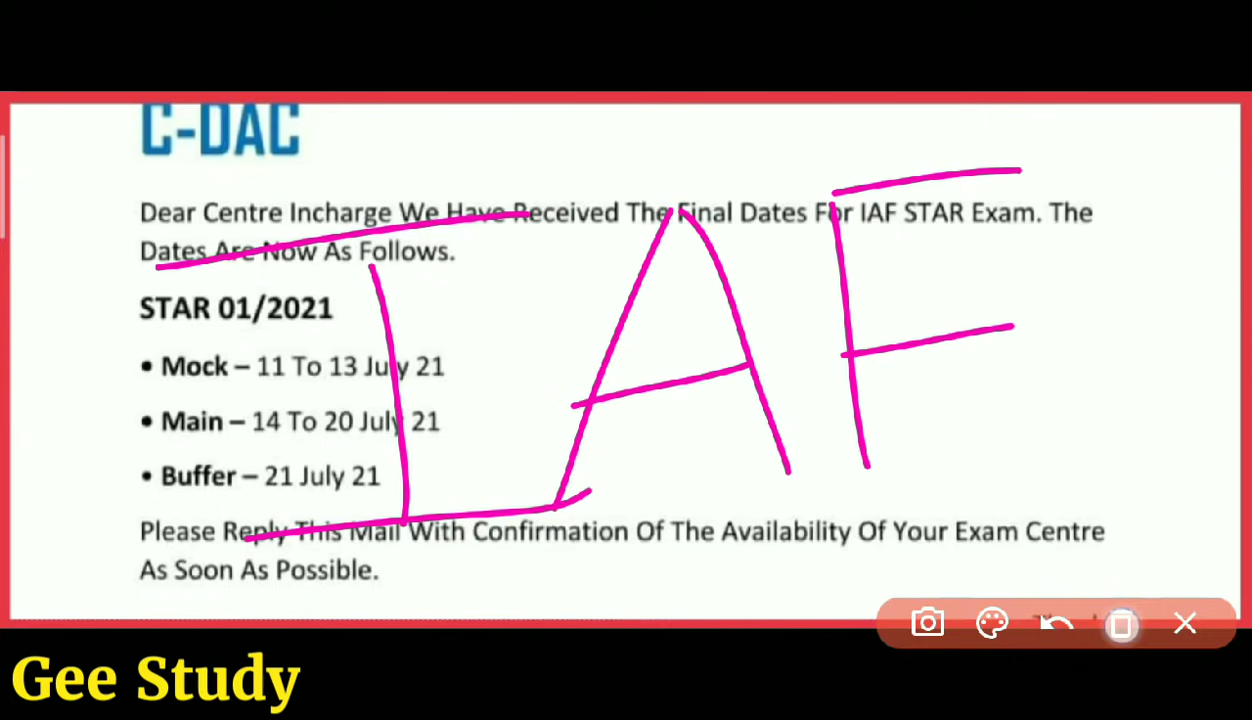 C-DAC
Dear Centre Incharge We Have Received The Final Dates For IAF STAR Exam. The
Dates Are Now As Follows.
STAR 01/2021
• Mock – 11 To 13 July 21
• Main – 14 To 20 July 21
• Buffer – 21 July 21
IAF
Please Reply This Mail With Confirmation Of The Availability Of Your Exam Centre
As Soon As Possible.
Gee Study